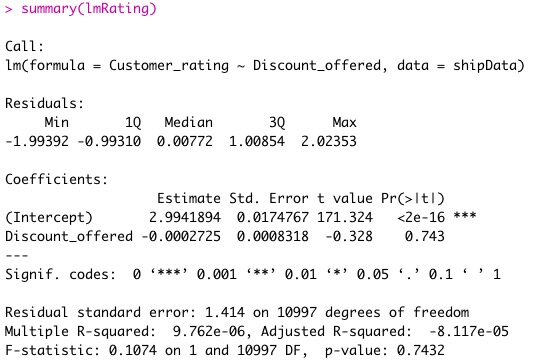 > summary(lmRating)
Call:
lm(formula = Customer_rating ~ Discount_offered, data = shipData)
Residuals:
     Min       1Q   Median       3Q      Max
-1.99392 -0.99310  0.00772  1.00854  2.02353
Coefficients:
                   Estimate Std. Error t value Pr(>|t|)
(Intercept)       2.9941894  0.0174767 171.324   <2e-16 ***
Discount_offered -0.0002725  0.0008318  -0.328    0.743
---
Signif. codes:  0 ‘***’ 0.001 ‘**’ 0.01 ‘*’ 0.05 ‘.’ 0.1 ‘ ’ 1
Residual standard error: 1.414 on 10997 degrees of freedom
Multiple R-squared:  9.762e-06, Adjusted R-squared:  -8.117e-05
F-statistic: 0.1074 on 1 and 10997 DF,  p-value: 0.7432